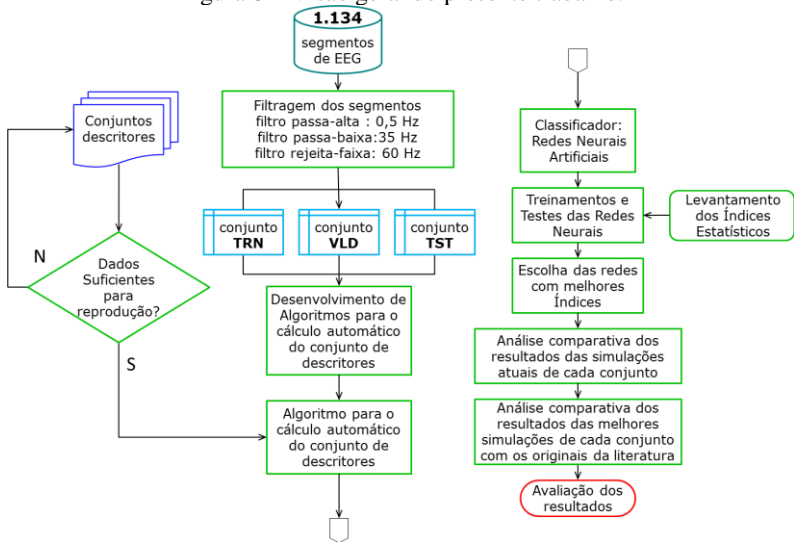 1.134
segmentos
de EEG
Conjuntos
descritores
N
Dados
Suficientes
para
reprodução?
S
Filtragem dos segmentos
filtro passa-alta : 0,5 Hz
filtro passa-baixa:35 Hz
filtro rejeita-faixa: 60 Hz
conjunto
TRN
conjunto
VLD
conjunto
TST
Desenvolvimento de
Algoritmos para o
cálculo automático
do conjunto de
descritores
Algoritmo para o
cálculo automático
do conjunto de
descritores
Classificador:
Redes Neurais
Artificiais
Treinamentos e
Testes das Redes
Neurais
Levantamento
dos Índices
Estatísticos
Escolha das redes
com melhores
Índices
Análise comparativa dos
resultados das simulações
atuais de cada conjunto
Análise comparativa dos
resultados das melhores
simulações de cada conjunto
com os originais da literatura
Avaliação dos
resultados